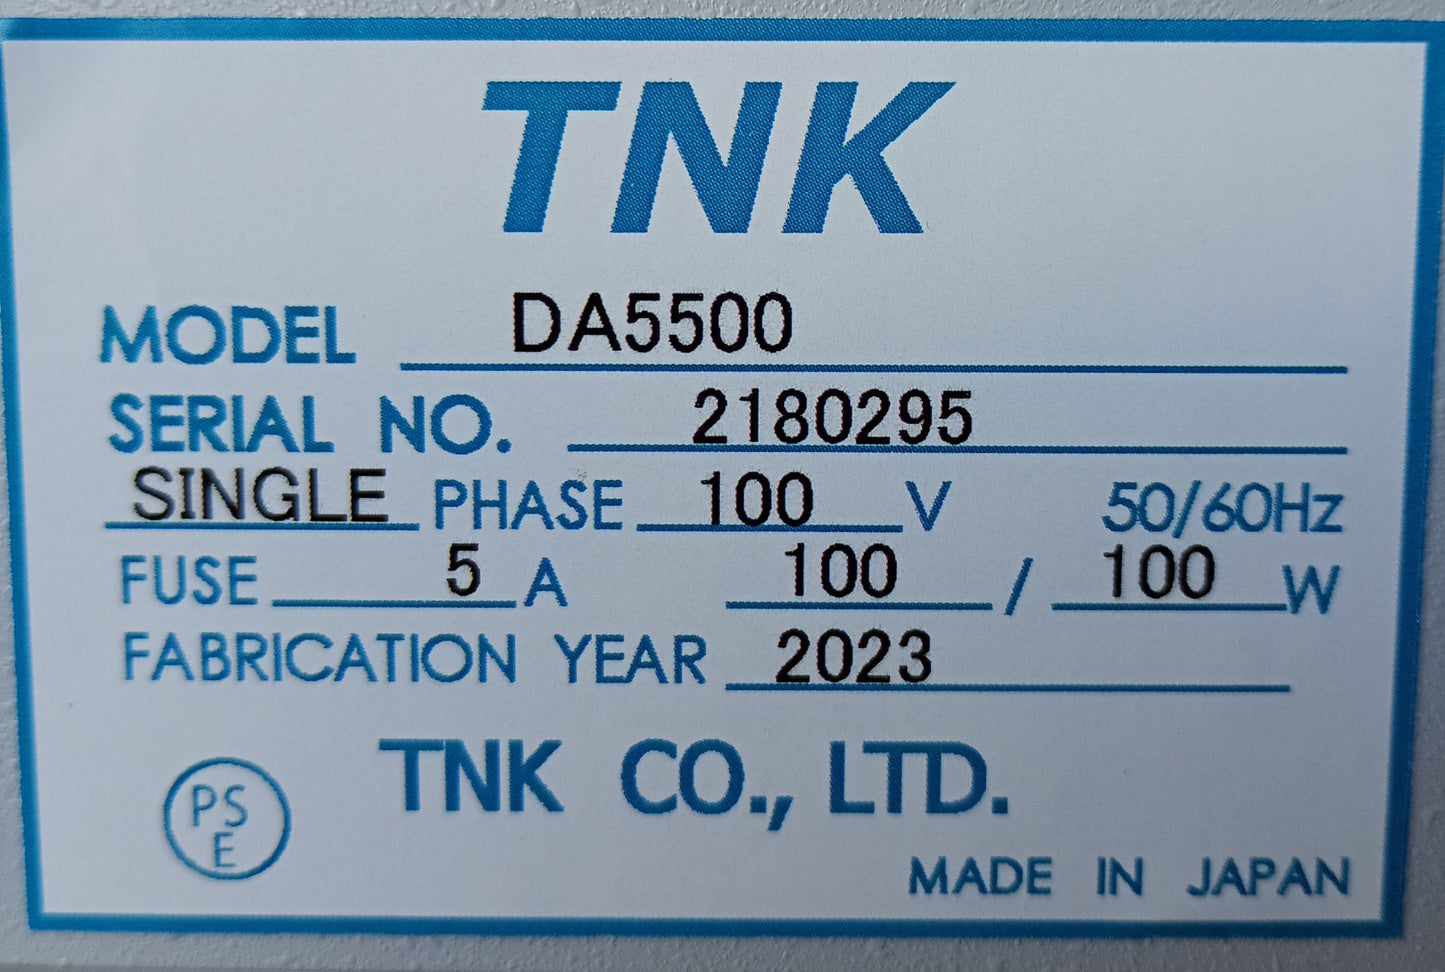 TNK
MODEL DA5500
SERIAL NO. 2180295
SINGLE PHASE 100 V 50/60Hz
FUSE 5 A 100 / 100 W
FABRICATION YEAR 2023
TNK CO., LTD.
PS
E
MADE IN JAPAN